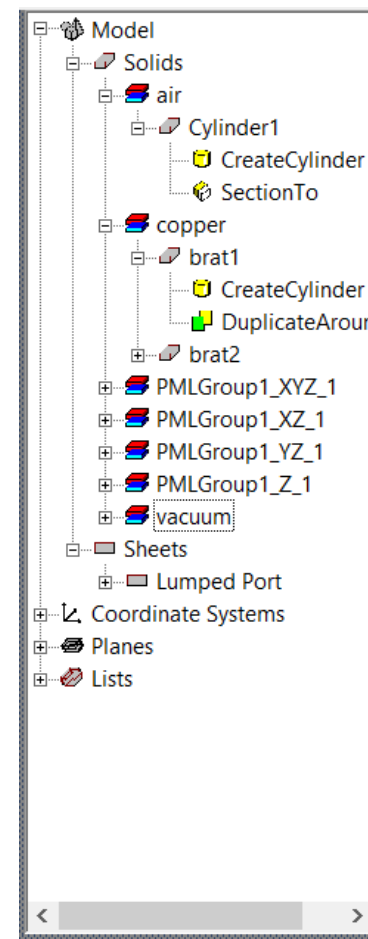 Model
Solids
air
Cylinder1
CreateCylinder
SectionTo
copper
brat1
CreateCylinder
DuplicateArour
brat2
PMLGroup1_XYZ_1
PMLGroup1_XZ_1
PMLGroup1_YZ_1
PMLGroup1_Z_1
vacuum
Sheets
Lumped Port
Coordinate Systems
Planes
Lists